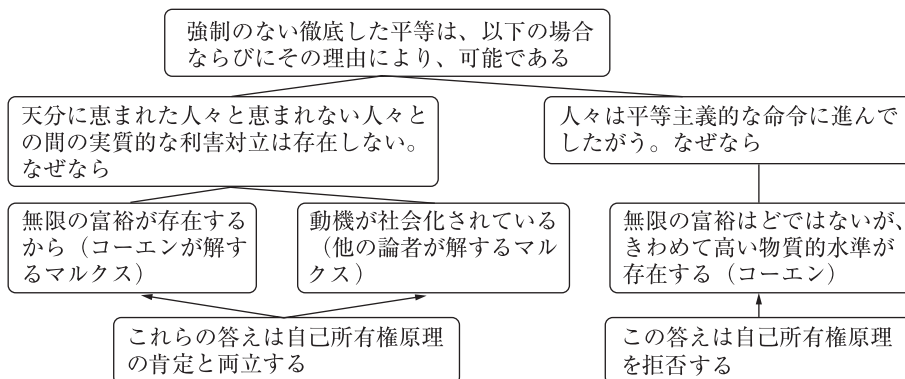 強制のない徹底した平等は、以下の場合
ならびにその理由により、可能である
天分に恵まれた人々と恵まれない人々と
の間の実質的な利害対立は存在しない。
なぜなら
人々は平等主義的な命令に進んで
したがう。なぜなら
無限の富裕が存在する
から（コーエンが解す
るマルクス）
動機が社会化されている
（他の論者が解するマル
クス）
無限の富裕はどではないが、
きわめて高い物質的水準が
存在する（コーエン）
これらの答えは自己所有権原理
の肯定と両立する
この答えは自己所有権原理
を拒否する